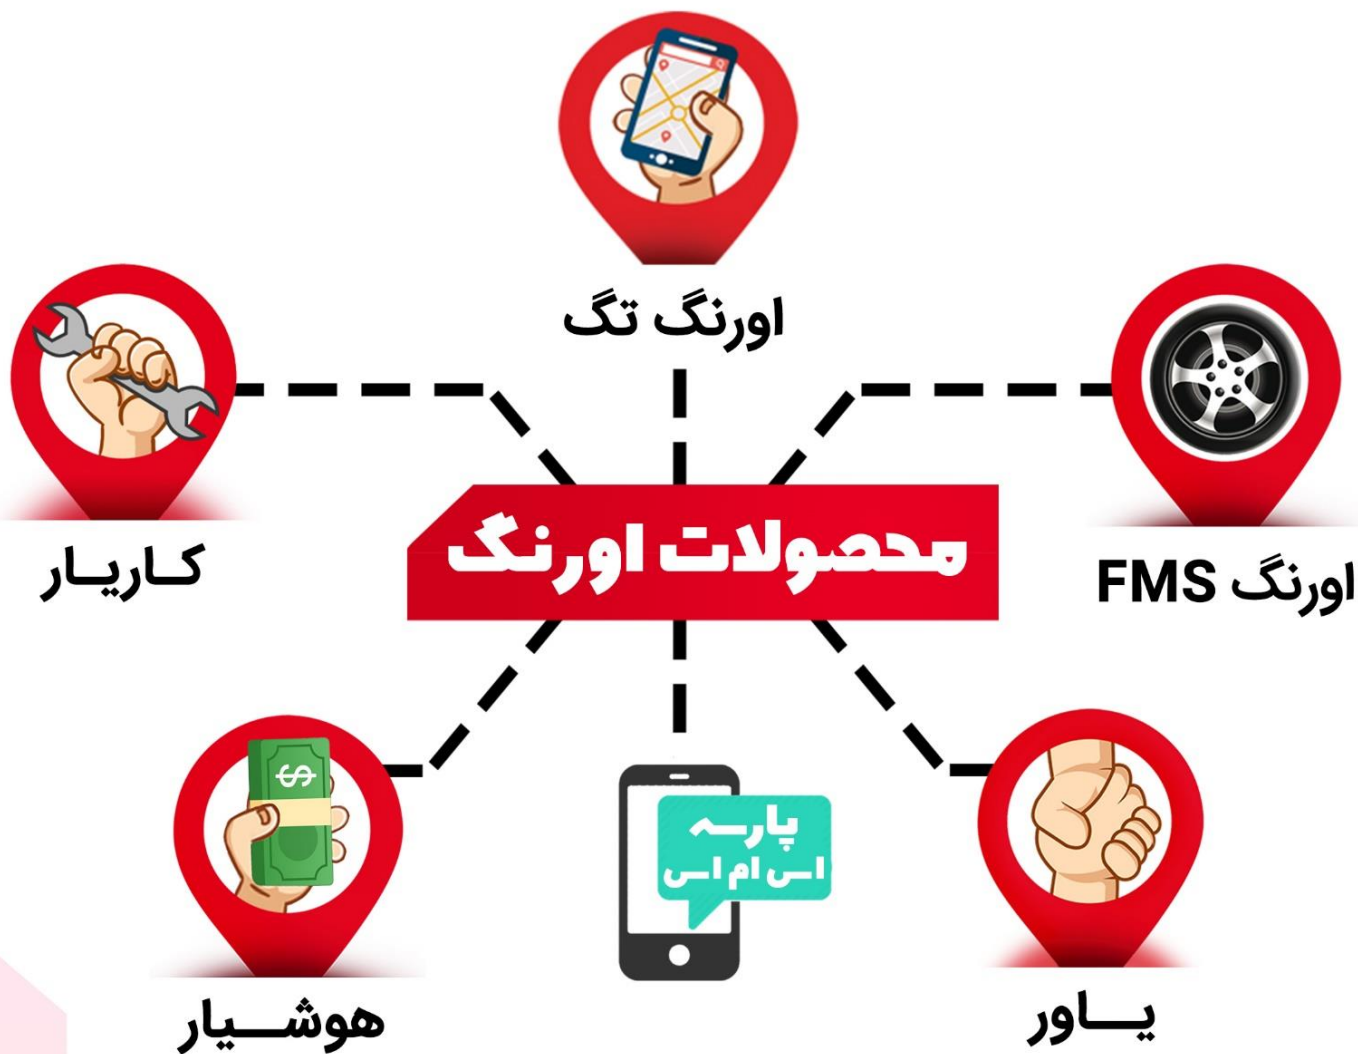 اورنگ تگ
اورنگ FMS
کاریار
محصولات اورنگ
پارسه
اس ام اس
یاور
هوشیار